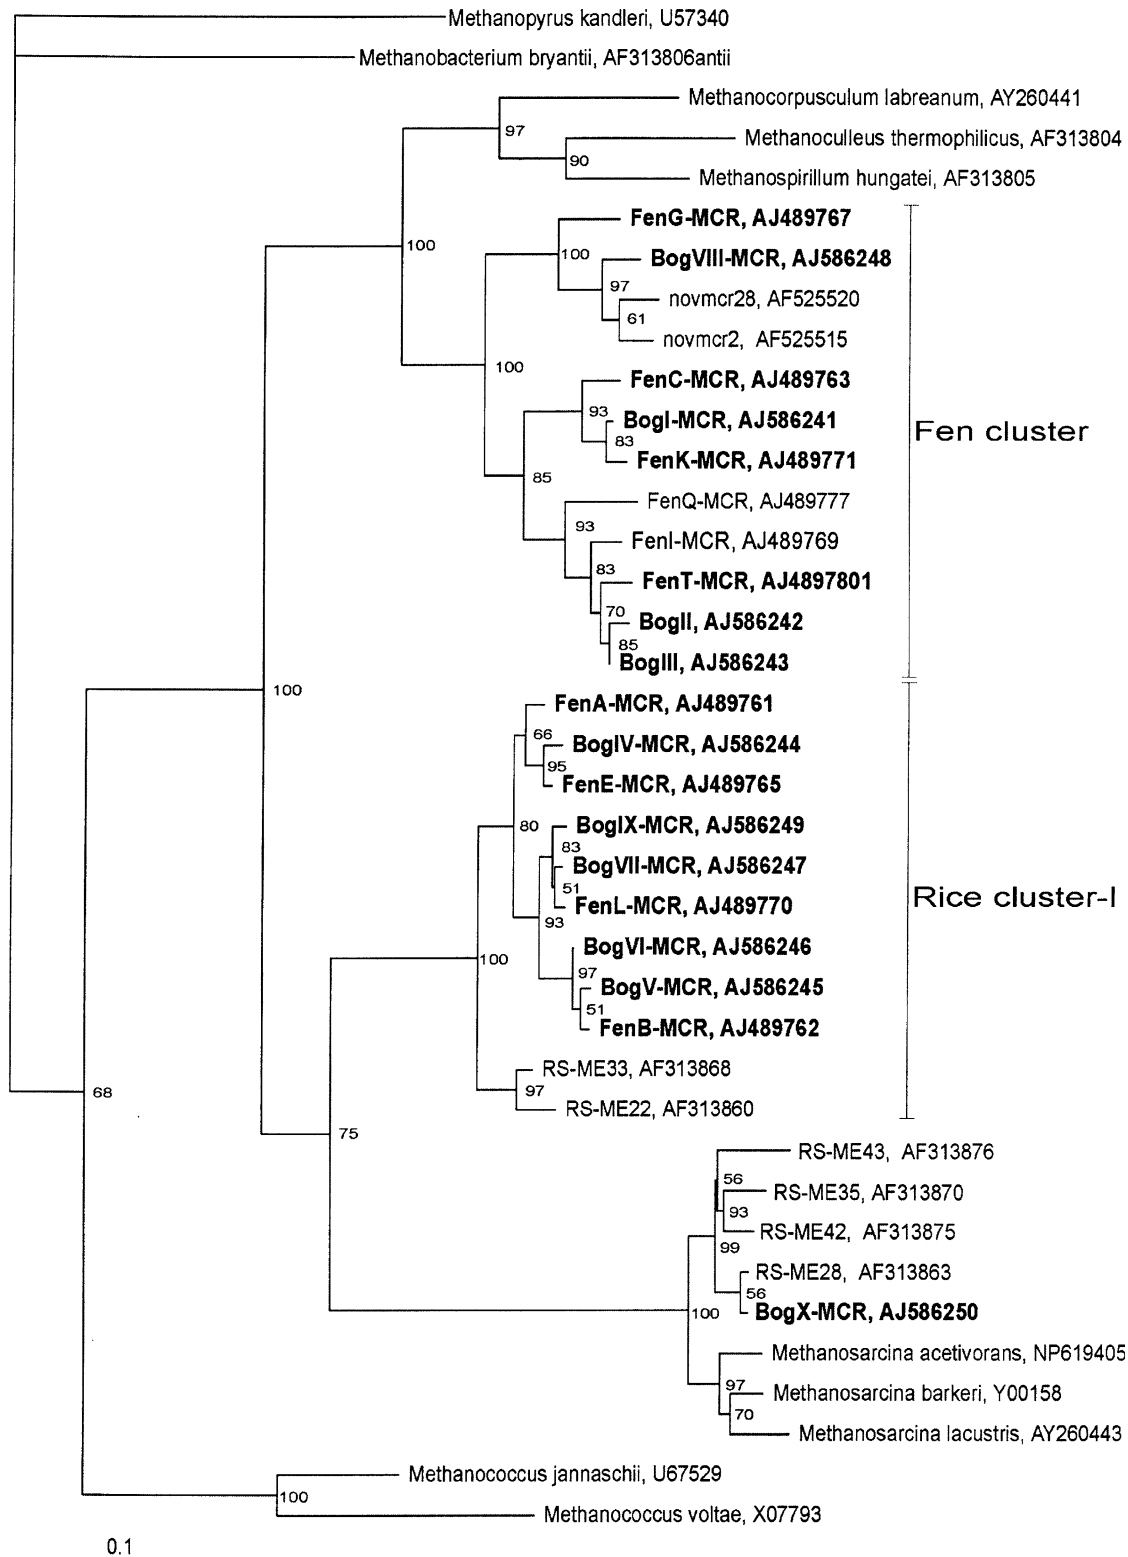 Methanopyrus kandleri, U57340
Methanobacterium bryantii, AF313806antii
Methanocorpusculum labreanum, AY260441
97
Methanoculleus thermophilicus, AF313804
90
Methanospirillum hungatei, AF313805
FenG-MCR, AJ489767
100
100
BogVIII-MCR, AJ586248
97
novmcr28, AF525520
61
novmcr2, AF525515
100
FenC-MCR, AJ489763
93
BogI-MCR, AJ586241
Fen cluster
83
FenK-MCR, AJ489771
85
FenQ-MCR, AJ489777
93
FenI-MCR, AJ489769
83
FenT-MCR, AJ4897801
70
BogII, AJ586242
85
BogIII, AJ586243
100
FenA-MCR, AJ489761
66
BogIV-MCR, AJ586244
95
FenE-MCR, AJ489765
80
BogIX-MCR, AJ586249
83
BogVII-MCR, AJ586247
51
Rice cluster-I
FenL-MCR, AJ489770
93
BogVI-MCR, AJ586246
100
97
BogV-MCR, AJ586245
51
FenB-MCR, AJ489762
RS-ME33, AF313868
97
68
RS-ME22, AF313860
75
RS-ME43, AF313876
56
RS-ME35, AF313870
93
RS-ME42, AF313875
99
RS-ME28, AF313863
56
100
BogX-MCR, AJ586250
Methanosarcina acetivorans, NP619405
97
Methanosarcina barkeri, Y00158
70
Methanosarcina lacustris, AY260443
Methanococcus jannaschii, U67529
100
Methanococcus voltae, X07793
0.1